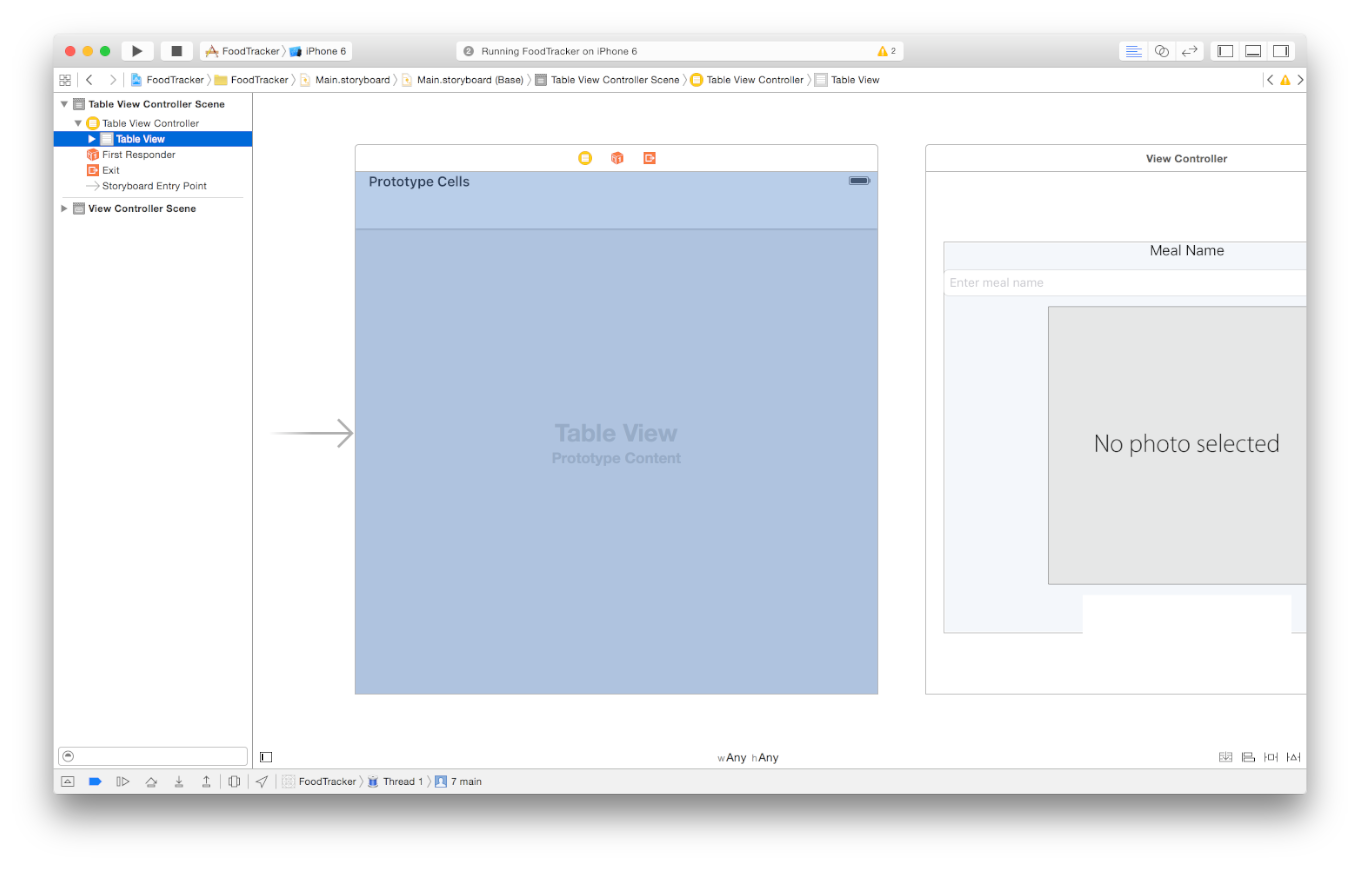 FoodTracker iPhone 6
2 Running FoodTracker on iPhone 6
2
FoodTracker FoodTracker Main.storyboard Main.storyboard (Base) Table View Controller Scene Table View Controller Table View
Table View Controller Scene
Table View Controller
Table View
First Responder
Exit
Storyboard Entry Point
View Controller Scene
Prototype Cells
Table View
Prototype Content
View Controller
Meal Name
Enter meal name
No photo selected
wAny hAny
FoodTracker Thread 1 7 main